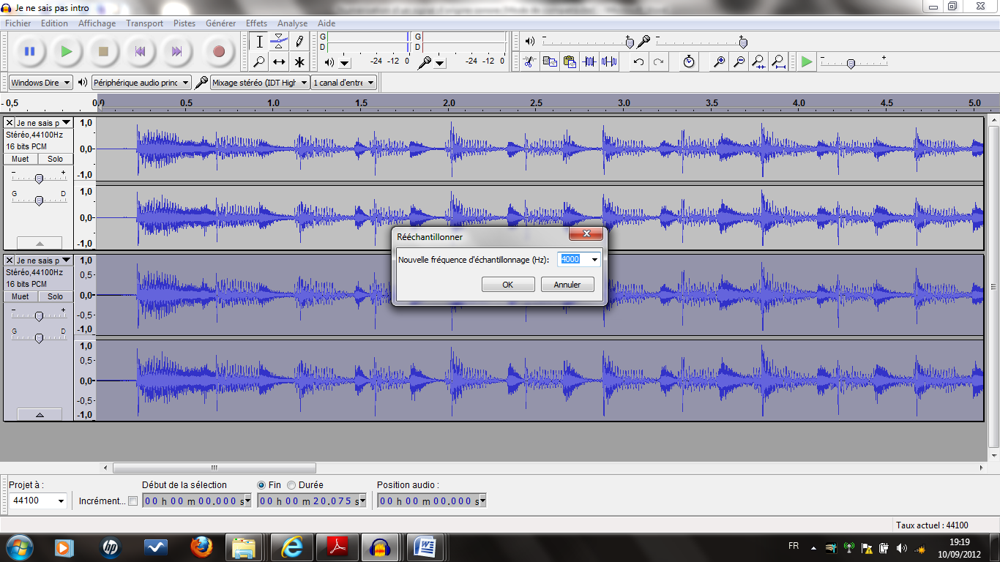 Je ne sais pas intro
Fichier Edition Affichage Transport Pistes Générer Effets Analyse Aide
G
D
-24 -12 0
G
D
-24 -12 0
- +
- +
- +
Windows Dire
Périphérique audio princ
Mixage stéréo (IDT High
1 canal d'entre
- 0,5 0,0 0.5 1.0 1.5 2.0 2.5 3.0 3.5 4.0 4.5 5.0
Je ne sais p
Stéréo,44100Hz
16 bits PCM
Muet Solo
- +
G D
1,0
0,0-
-1,0
1,0
0,0-
-1,0
Je ne sais p
Stéréo,44100Hz
16 bits PCM
Muet Solo
- +
G D
1,0
0,5-
0,0-
-0,5-
-1,0
1,0
0,5-
0,0-
-0,5-
-1,0
Rééchantillonner
Nouvelle fréquence d'échantillonnage (Hz): 4000
OK Annuler
Projet à :
44100
Incrément...
Début de la sélection
00 h 00 m 00.000 s
Fin Durée
00 h 00 m 20.075 s
Position audio :
00 h 00 m 00.000 s
Taux actuel : 44100
hp
W
FR
19:19
10/09/2012